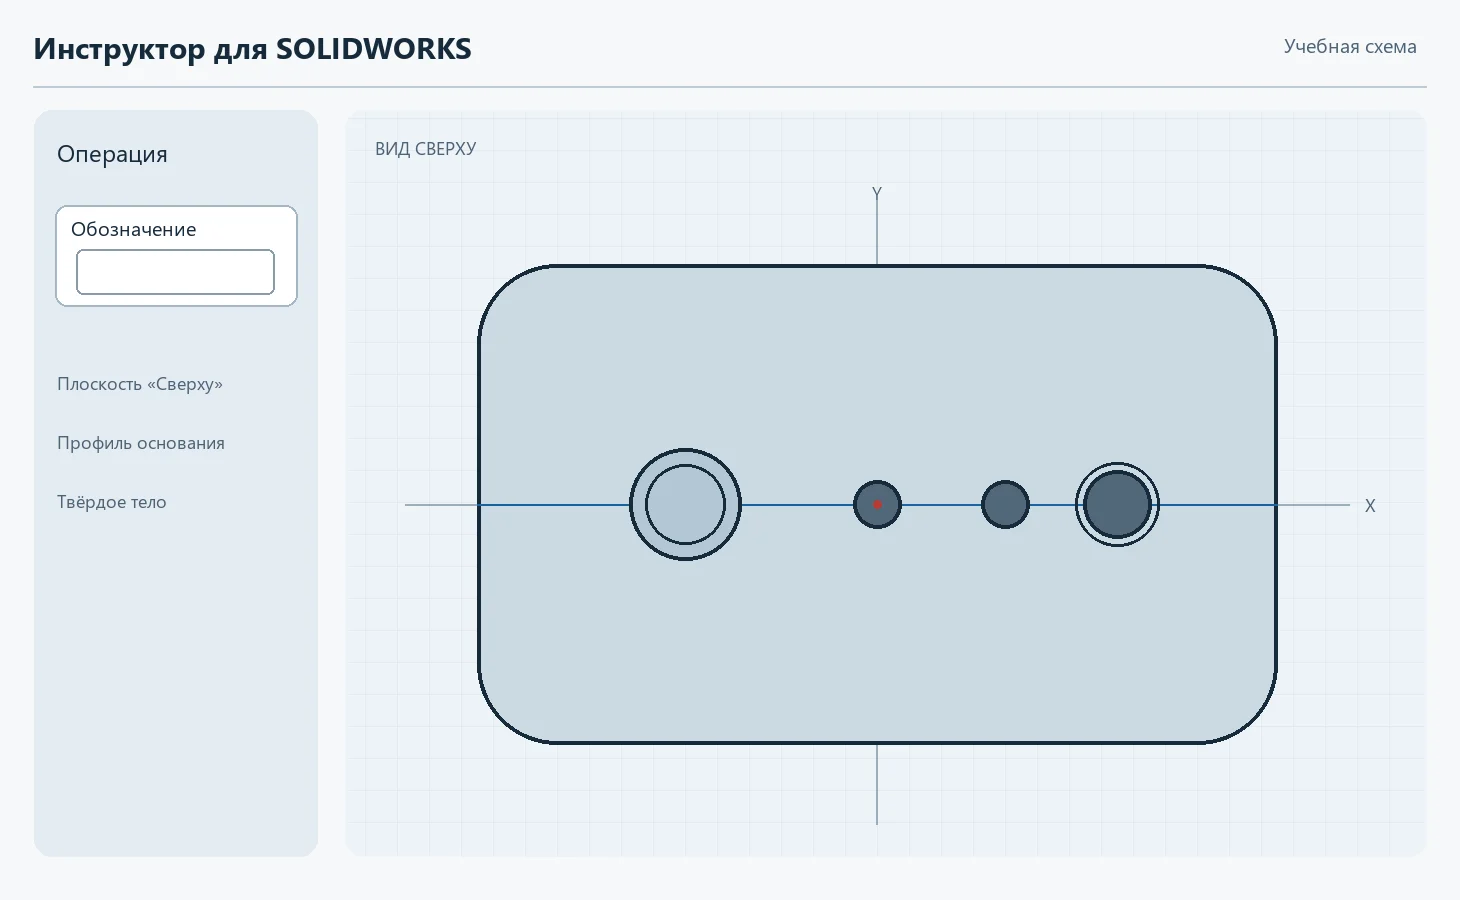 Инструктор для SOLIDWORKS
Учебная схема
Операция
Обозначение
Плоскость «Сверху»
Профиль основания
Твёрдое тело
ВИД СВЕРХУ
Y
X